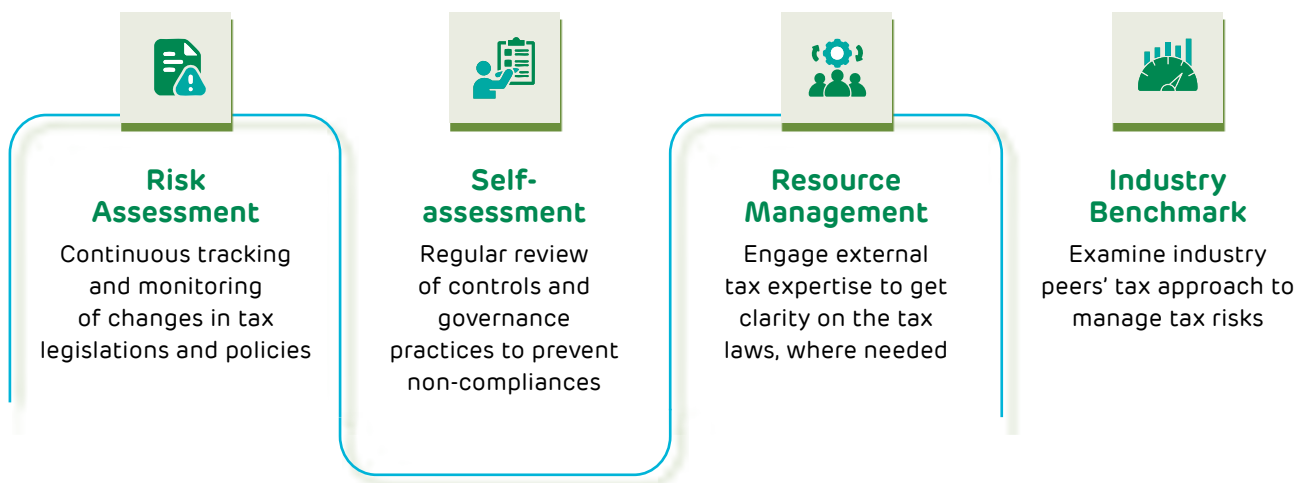 Risk
Assessment
Continuous tracking
and monitoring
of changes in tax
legislations and policies
Self-
assessment
Regular review
of controls and
governance
practices to prevent
non-compliances
Resource
Management
Engage external
tax expertise to get
clarity on the tax
laws, where needed
Industry
Benchmark
Examine industry
peers' tax approach to
manage tax risks